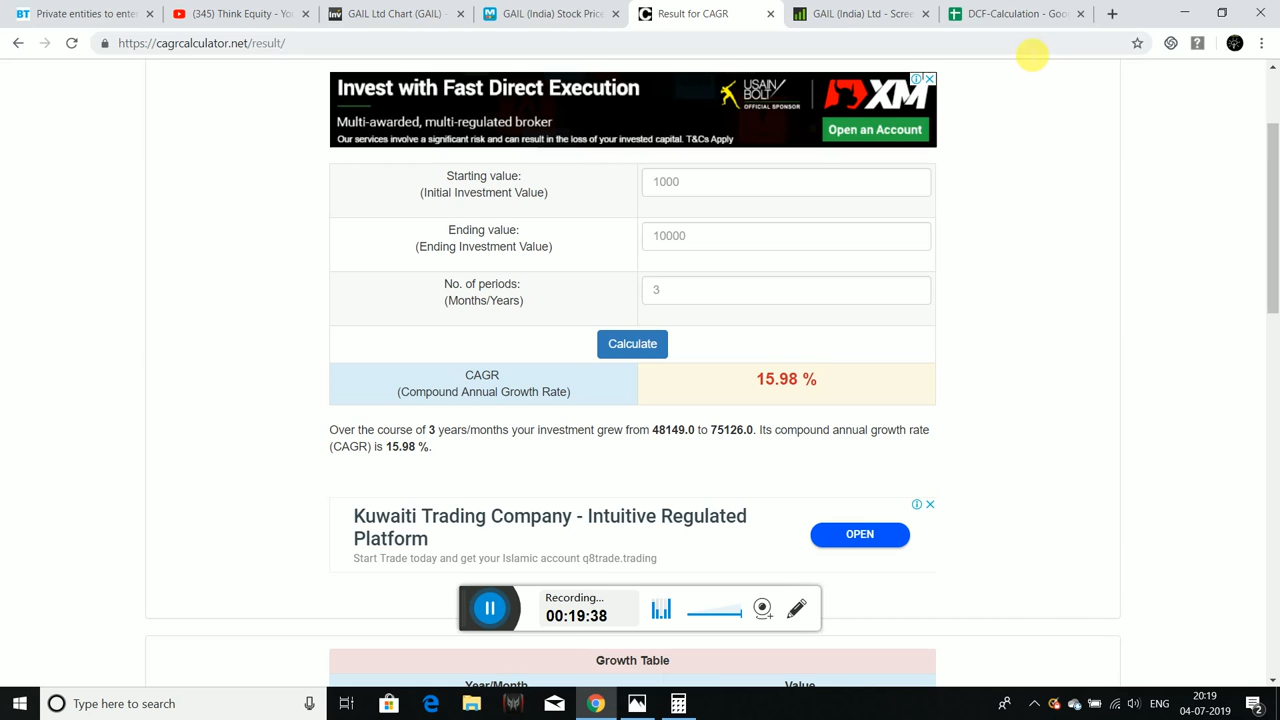 Private entities to enter
(345) Think Equity - Yo
GAIL Ltd Chart (GAIL) -
GAIL (India) Stock Price,
Result for CAGR
GAIL (India) Ltd - Scree
DCF-Calculation - Goo
https://cagrcalculator.net/result/
Invest with Fast Direct Execution
Multi-awarded, multi-regulated broker
Our services involve a significant risk and can result in the loss of your invested capital. T&Cs Apply
USAIN BOLT
OFFICIAL SPONSOR
XM
Open an Account
Starting value:
(Initial Investment Value)
1000
Ending value:
(Ending Investment Value)
10000
No. of periods:
(Months/Years)
3
Calculate
CAGR
(Compound Annual Growth Rate)
15.98 %
Over the course of 3 years/months your investment grew from 48149.0 to 75126.0. Its compound annual growth rate
(CAGR) is 15.98 %.
Kuwaiti Trading Company - Intuitive Regulated
Platform
Start Trade today and get your Islamic account q8trade.trading
OPEN
Recording...
00:19:38
Growth Table
Year/Month
Value
Type here to search
ENG
20:19
04-07-2019
2